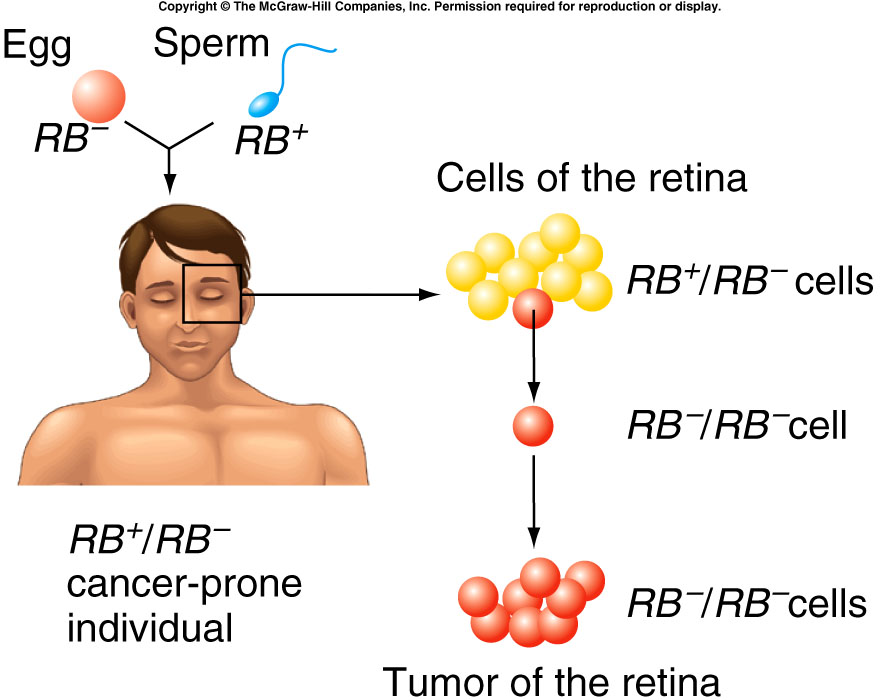 Copyright © The McGraw-Hill Companies, Inc. Permission required for reproduction or display.
Egg
Sperm
RB⁻
RB⁺
Cells of the retina
RB⁺/RB⁻ cells
RB⁻/RB⁻cell
RB⁺/RB⁻
cancer-prone
individual
RB⁻/RB⁻cells
Tumor of the retina